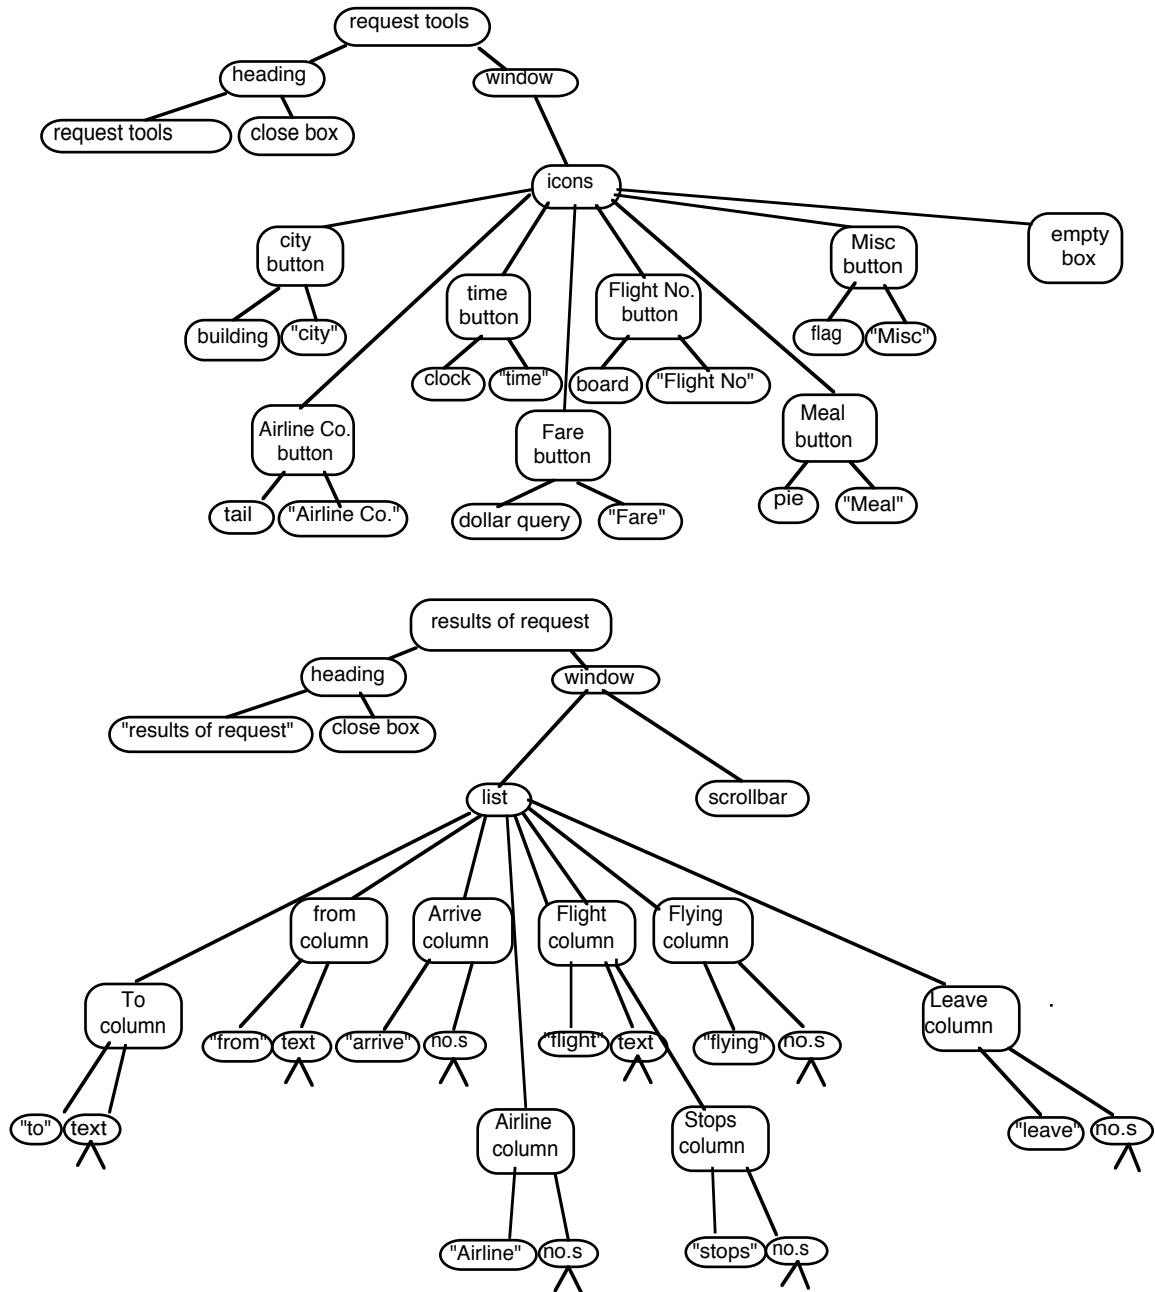 request tools
heading
window
request tools
close box
icons
city
button
Misc
button
empty
box
time
button
Flight No.
button
building
"city"
flag
"Misc"
clock
"time"
board
"Flight No"
Airline Co.
button
Fare
button
Meal
button
tail
"Airline Co."
dollar query
"Fare"
pie
"Meal"
results of request
heading
window
"results of request"
close box
list
scrollbar
from
column
Arrive
column
Flight
column
Flying
column
To
column
Leave
column
"from"
text
"arrive"
no.s
"flight"
text
"flying"
no.s
"to"
text
Airline
column
Stops
column
"leave"
no.s
"Airline"
no.s
"stops"
no.s